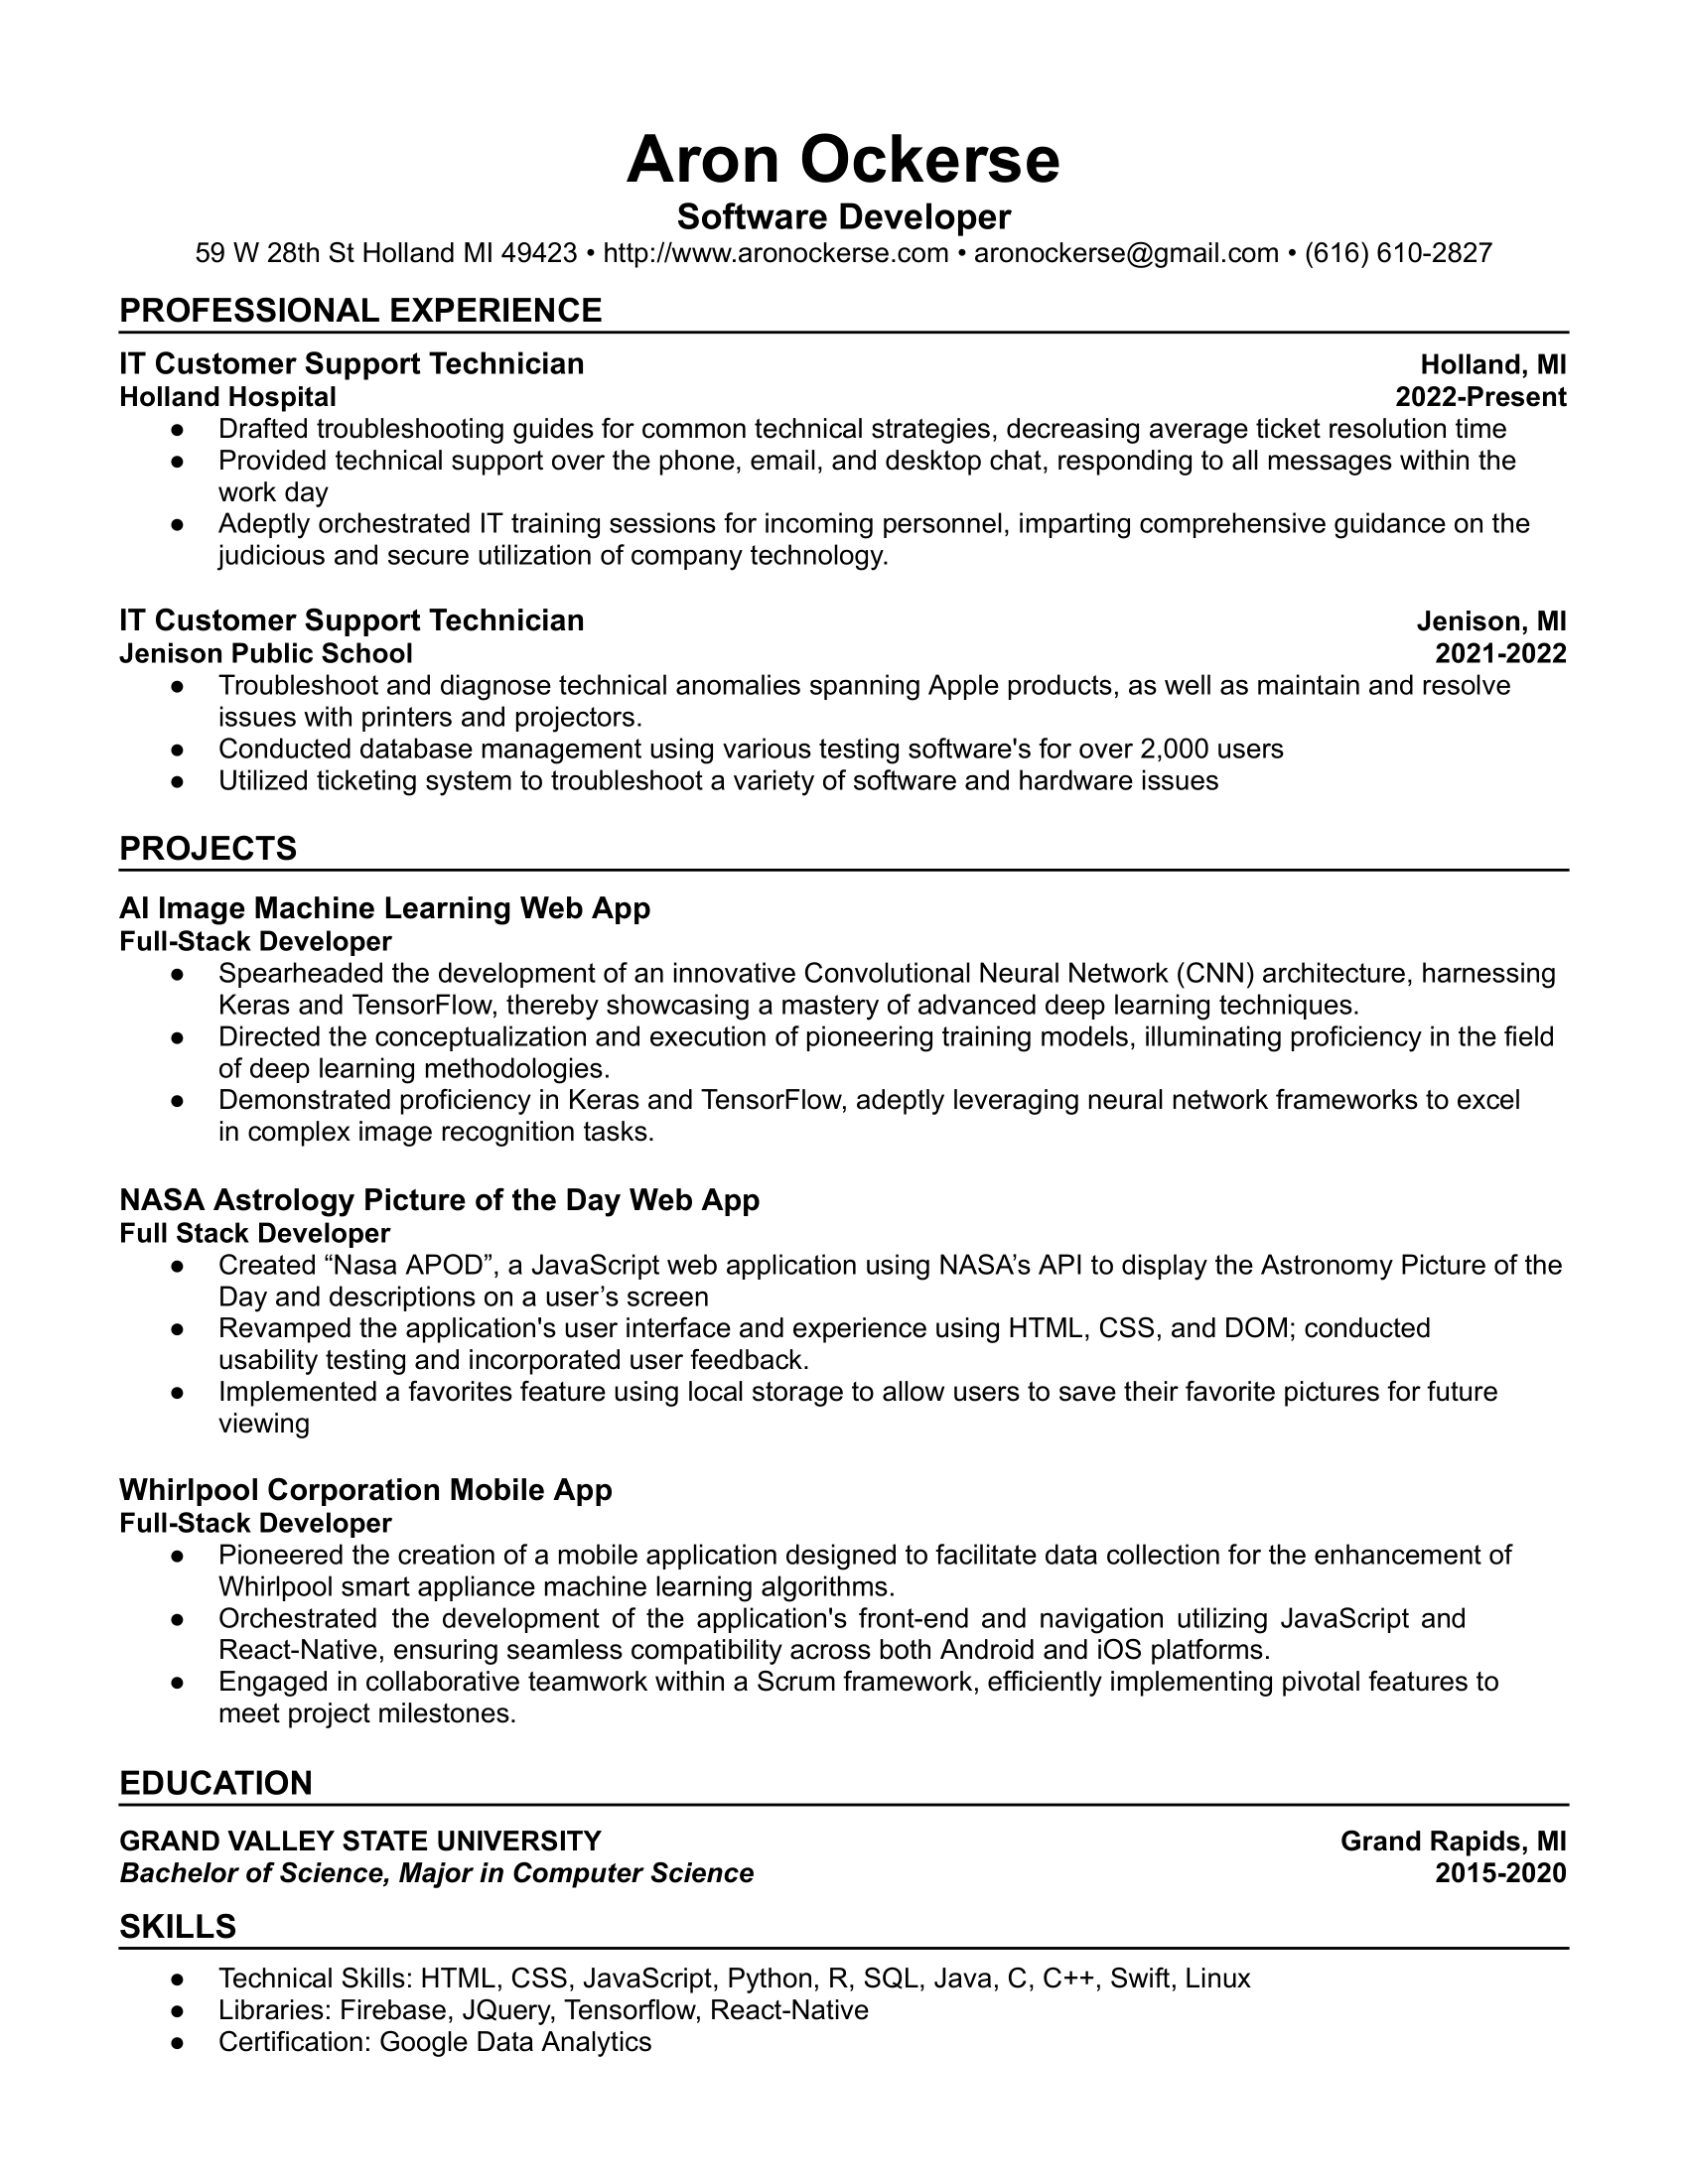 Aron Ockerse
Software Developer
59 W 28th St Holland MI 49423 • http://www.aronockerse.com • aronockerse@gmail.com • (616) 610-2827
PROFESSIONAL EXPERIENCE
IT Customer Support Technician Holland, MI
Holland Hospital 2022-Present
● Drafted troubleshooting guides for common technical strategies, decreasing average ticket resolution time
● Provided technical support over the phone, email, and desktop chat, responding to all messages within the
work day
● Adeptly orchestrated IT training sessions for incoming personnel, imparting comprehensive guidance on the
judicious and secure utilization of company technology.
IT Customer Support Technician Jenison, MI
Jenison Public School 2021-2022
● Troubleshoot and diagnose technical anomalies spanning Apple products, as well as maintain and resolve
issues with printers and projectors.
● Conducted database management using various testing software's for over 2,000 users
● Utilized ticketing system to troubleshoot a variety of software and hardware issues
PROJECTS
AI Image Machine Learning Web App
Full-Stack Developer
● Spearheaded the development of an innovative Convolutional Neural Network (CNN) architecture, harnessing
Keras and TensorFlow, thereby showcasing a mastery of advanced deep learning techniques.
● Directed the conceptualization and execution of pioneering training models, illuminating proficiency in the field
of deep learning methodologies.
● Demonstrated proficiency in Keras and TensorFlow, adeptly leveraging neural network frameworks to excel
in complex image recognition tasks.
NASA Astrology Picture of the Day Web App
Full Stack Developer
● Created “Nasa APOD”, a JavaScript web application using NASA’s API to display the Astronomy Picture of the
Day and descriptions on a user’s screen
● Revamped the application's user interface and experience using HTML, CSS, and DOM; conducted
usability testing and incorporated user feedback.
● Implemented a favorites feature using local storage to allow users to save their favorite pictures for future
viewing
Whirlpool Corporation Mobile App
Full-Stack Developer
● Pioneered the creation of a mobile application designed to facilitate data collection for the enhancement of
Whirlpool smart appliance machine learning algorithms.
● Orchestrated the development of the application's front-end and navigation utilizing JavaScript and
React-Native, ensuring seamless compatibility across both Android and iOS platforms.
● Engaged in collaborative teamwork within a Scrum framework, efficiently implementing pivotal features to
meet project milestones.
EDUCATION
GRAND VALLEY STATE UNIVERSITY Grand Rapids, MI
Bachelor of Science, Major in Computer Science 2015-2020
SKILLS
● Technical Skills: HTML, CSS, JavaScript, Python, R, SQL, Java, C, C++, Swift, Linux
● Libraries: Firebase, JQuery, Tensorflow, React-Native
● Certification: Google Data Analytics